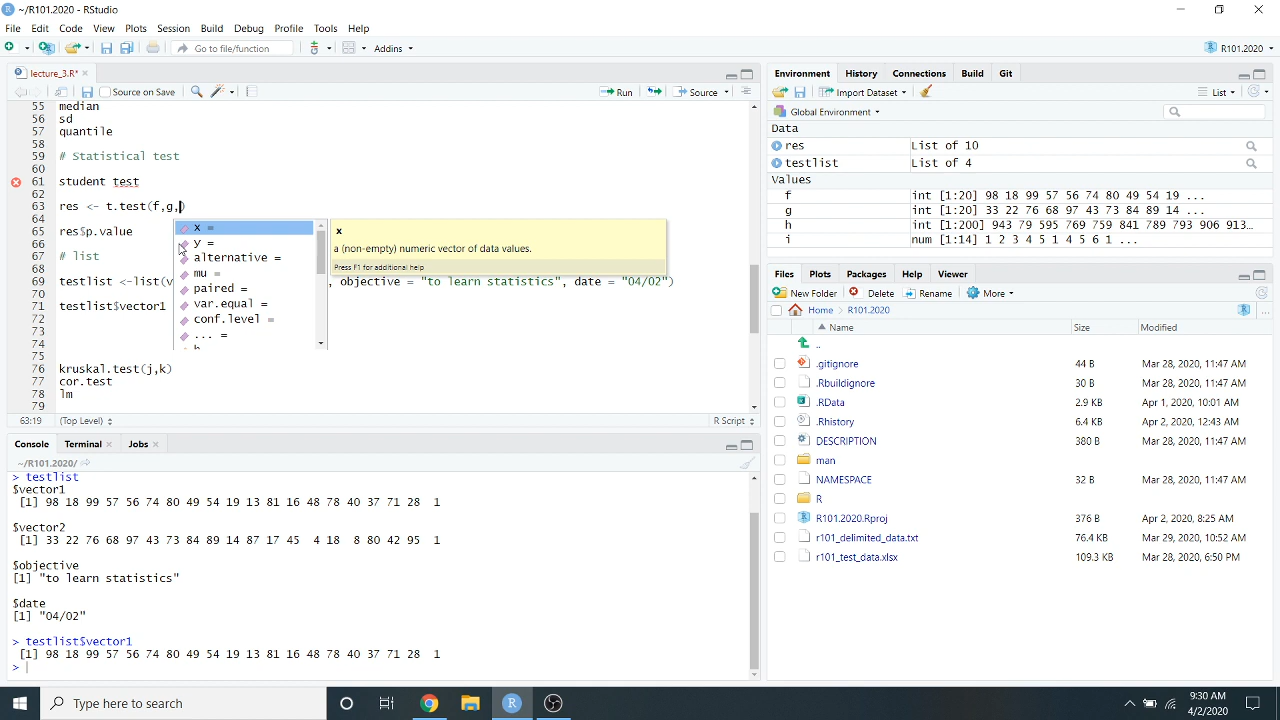 ~/R101.2020 - RStudio
File Edit Code View Plots Session Build Debug Profile Tools Help
Go to file/function Addins R101.2020
lecture_3.R*
Source on Save Run Source
55 median
56 sd
57 quantile
58
59 # Statistical test
60
61 student test
62
63 res <- t.test(f,g,)
64
65 res$p.value
66
67 # list
68
69 testlist <-list(v , objective = "to learn statistics", date = "04/02")
70
71 testlist$vector1
72
73
74
75
76 kruskal.test(j,k)
77 cor.test
78 lm
79
x =
y =
alternative =
mu =
paired =
var.equal =
conf.level =
... =
x
a (non-empty) numeric vector of data values.
Press F1 for additional help
63:19 (Top Level) R Script
Console Terminal Jobs
~/R101.2020/
> testlist
$vector1
[1] 98 18 99 57 56 74 80 49 54 19 13 81 16 48 78 40 37 71 28 1
$vector2
[1] 33 22 76 68 97 43 73 84 89 14 87 17 45 4 18 8 80 42 95 1
$objective
[1] "to learn statistics"
$date
[1] "04/02"
> testlist$vector1
[1] 98 18 99 57 56 74 80 49 54 19 13 81 16 48 78 40 37 71 28 1
>
Environment History Connections Build Git
Import Dataset List
Global Environment
Data
res List of 10
testlist List of 4
Values
f int [1:20] 98 18 99 57 56 74 80 49 54 19 ...
g int [1:20] 33 22 76 68 97 43 73 84 89 14 ...
h int [1:200] 943 79 595 769 759 841 789 793 906 913...
i num [1:14] 1 2 3 4 5 1 4 5 6 1 ...
Files Plots Packages Help Viewer
New Folder Delete Rename More
Home R101.2020 ...
Name Size Modified
..
.gitignore 44 B Mar 28, 2020, 11:47 AM
.Rbuildignore 30 B Mar 28, 2020, 11:47 AM
.RData 2.9 KB Apr 1, 2020, 10:01 AM
.Rhistory 6.4 KB Apr 2, 2020, 12:43 AM
DESCRIPTION 380 B Mar 28, 2020, 11:47 AM
man
NAMESPACE 32 B Mar 28, 2020, 11:47 AM
R
R101.2020.Rproj 376 B Apr 2, 2020, 8:25 AM
r101_delimited_data.txt 76.4 KB Mar 29, 2020, 10:52 AM
r101_test_data.xlsx 109.3 KB Mar 28, 2020, 6:50 PM
Type here to search
9:30 AM
4/2/2020